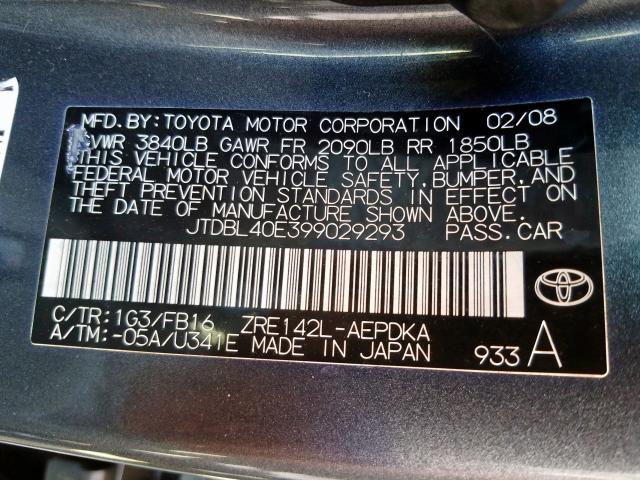 MFD. BY: TOYOTA MOTOR CORPORATION 02/08
GVWR 3840LB GAWR FR 2090LB RR 1850LB
THIS VEHICLE CONFORMS TO ALL APPLICABLE
FEDERAL MOTOR VEHICLE SAFETY, BUMPER, AND
THEFT PREVENTION STANDARDS IN EFFECT ON
THE DATE OF MANUFACTURE SHOWN ABOVE.
JTDBL40E399029293 PASS. CAR
C/TR: 1G3/FB16 ZRE142L-AEPDKA
A/TM: -05A/U341E MADE IN JAPAN 933 A